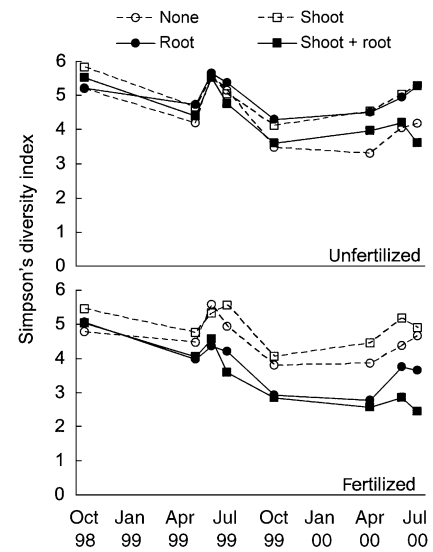 None Shoot
Root Shoot + root
Simpson's diversity index
6
5
4
3
2
1
0
Unfertilized
6
5
4
3
2
1
0
Fertilized
Oct Jan Apr Jul Oct Jan Apr Jul
98 99 99 99 99 00 00 00